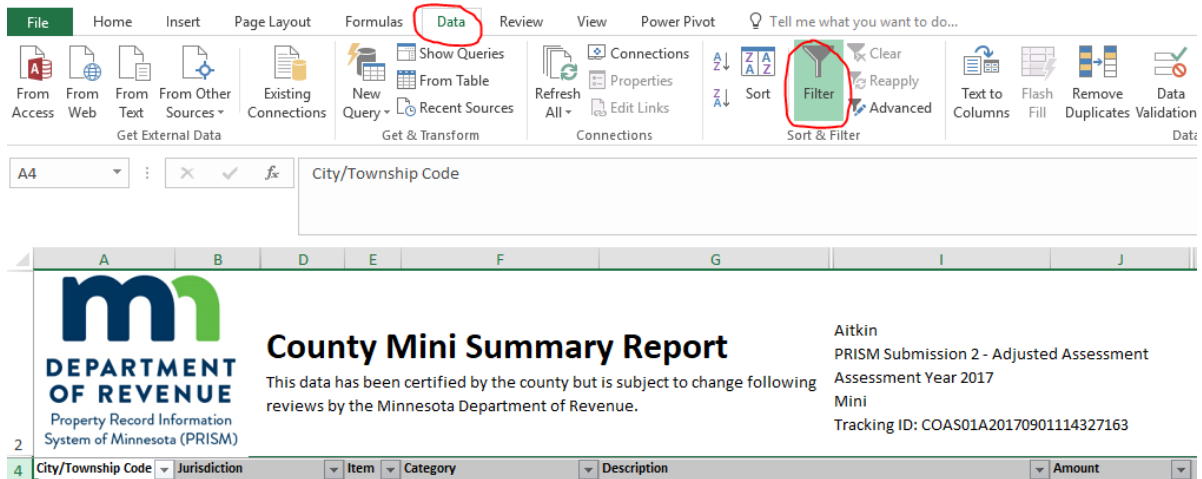 File Home Insert Page Layout Formulas Data Review View Power Pivot Tell me what you want to do...
Show Queries
From Table
Recent Sources
Connections
Properties
Edit Links
Clear
Reapply
Advanced
From Access
From Web
From Text
From Other Sources
Existing Connections
New Query
Refresh All
Sort
Filter
Text to Columns
Flash Fill
Remove Duplicates
Data Validation
Get External Data
Get & Transform
Connections
Sort & Filter
Data
A4
fx
City/Township Code
A B D E F G I J
DEPARTMENT
OF REVENUE
Property Record Information
System of Minnesota (PRISM)
County Mini Summary Report
This data has been certified by the county but is subject to change following
reviews by the Minnesota Department of Revenue.
Aitkin
PRISM Submission 2 - Adjusted Assessment
Assessment Year 2017
Mini
Tracking ID: COAS01A20170901114327163
2
4 City/Township Code Jurisdiction Item Category Description Amount